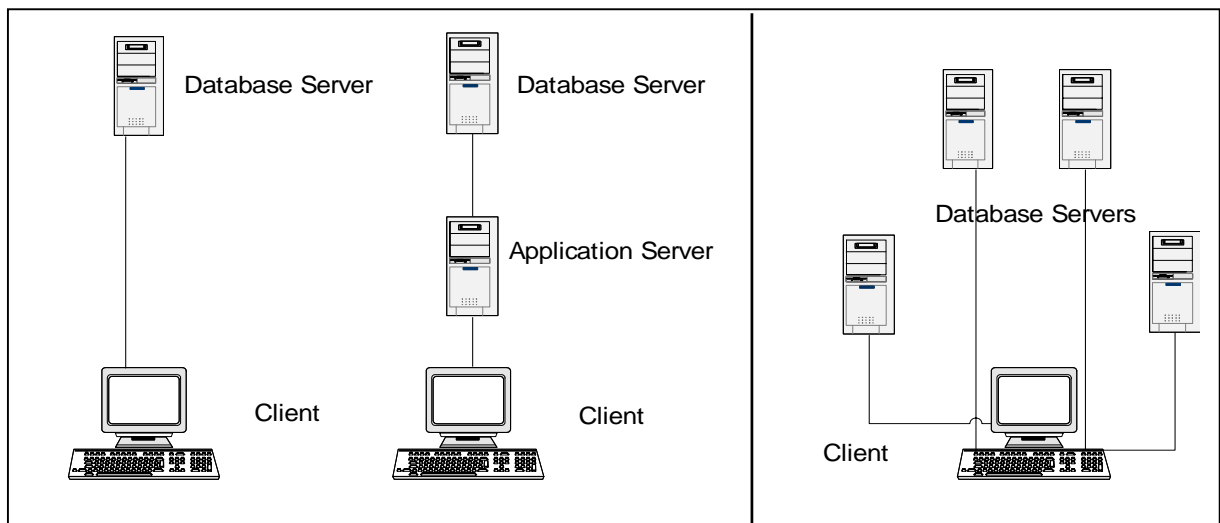 Database Server
Database Server
Application Server
Client
Client
Database Servers
Client